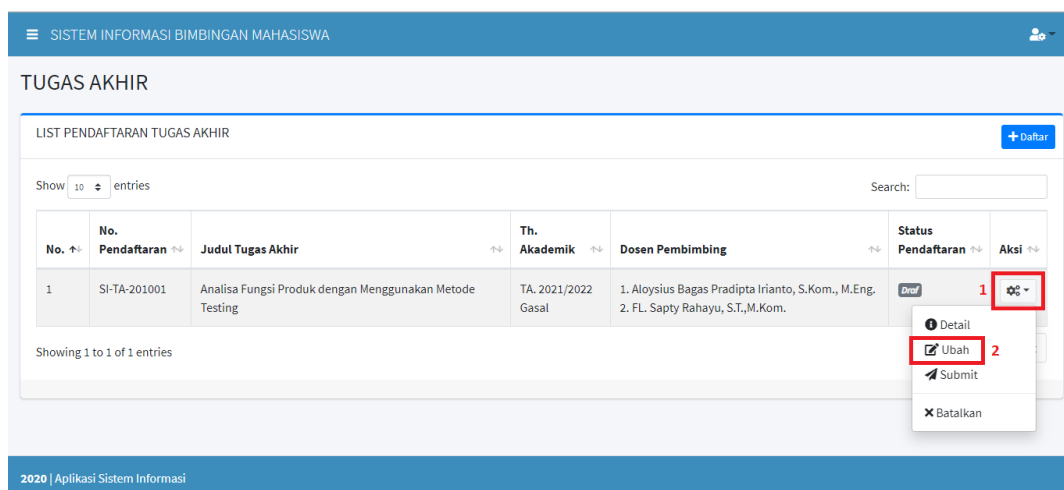 SISTEM INFORMASI BIMBINGAN MAHASISWA
TUGAS AKHIR
LIST PENDAFTARAN TUGAS AKHIR
+ Daftar
Show 10 entries
Search:
No.
No. Pendaftaran
Judul Tugas Akhir
Th. Akademik
Dosen Pembimbing
Status Pendaftaran
Aksi
1
SI-TA-201001
Analisa Fungsi Produk dengan Menggunakan Metode
Testing
TA. 2021/2022
Gasal
1. Aloysius Bagas Pradipta Irianto, S.Kom., M.Eng.
2. FL. Sapty Rahayu, S.T.,M.Kom.
Draf
1
Detail
Ubah
2
Submit
Batalkan
Showing 1 to 1 of 1 entries
2020 | Aplikasi Sistem Informasi